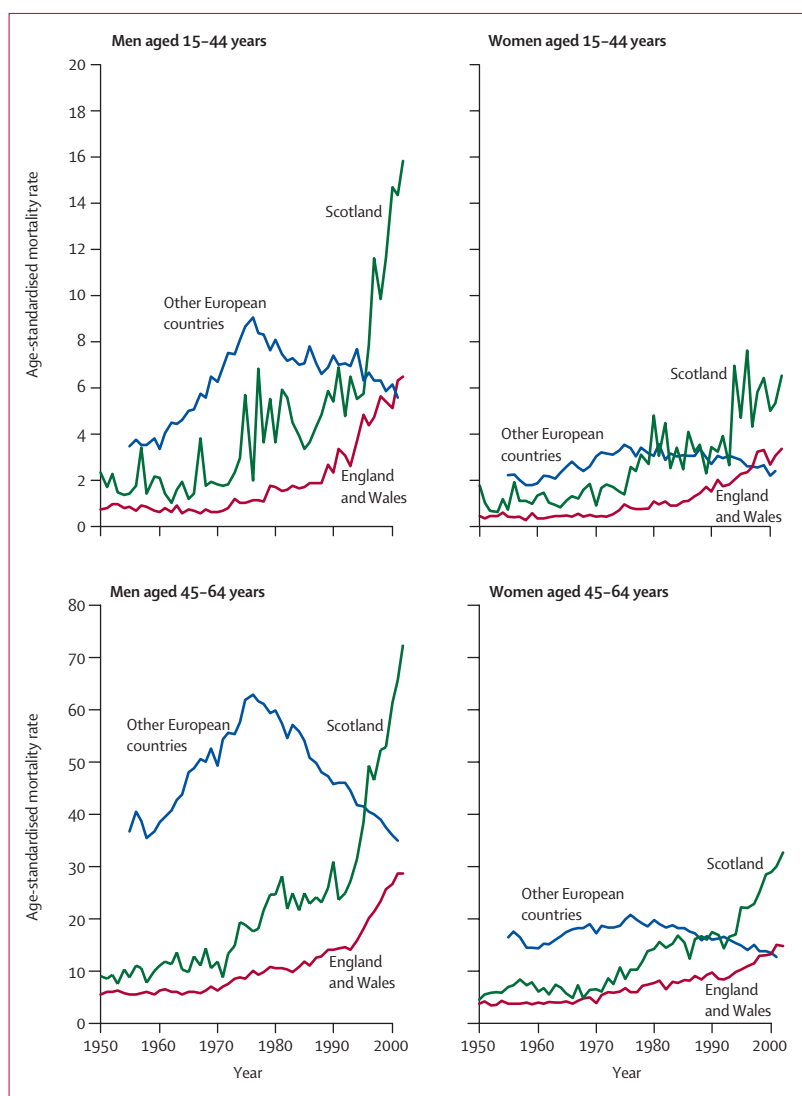 Men aged 15–44 years
Women aged 15–44 years
Age-standardised mortality rate
20
18
16
14
12
10
8
6
4
2
0
Scotland
Other European
countries
England
and Wales
Scotland
Other European
countries
England
and Wales
Men aged 45–64 years
Women aged 45–64 years
Age-standardised mortality rate
80
70
60
50
40
30
20
10
0
Other European
countries
Scotland
England
and Wales
Scotland
Other European
countries
England
and Wales
1950 1960 1970 1980 1990 2000
1950 1960 1970 1980 1990 2000
Year
Year